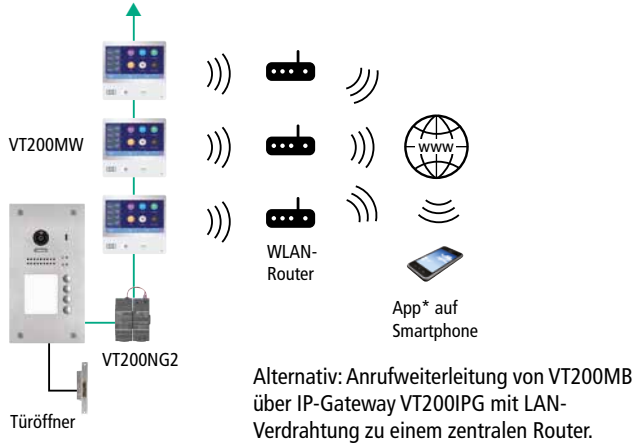 VT200MW
www
WLAN-
Router
App* auf
Smartphone
VT200NG2
Türöffner
Alternativ: Anrufweiterleitung von VT200MB
über IP-Gateway VT200IPG mit LAN-
Verdrahtung zu einem zentralen Router.